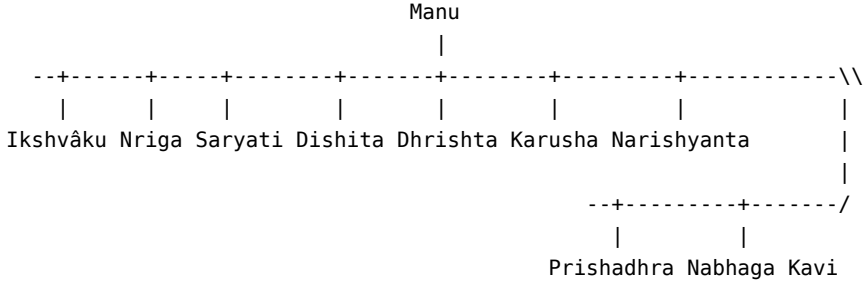 Manu
|
--+------+-----+--------+-------+--------+---------+------------\\
| | | | | | | |
Ikshvâku Nriga Saryati Dishita Dhrishta Karusha Narishyanta |
|
--+---------+-------/
| |
Prishadhra Nabhaga Kavi